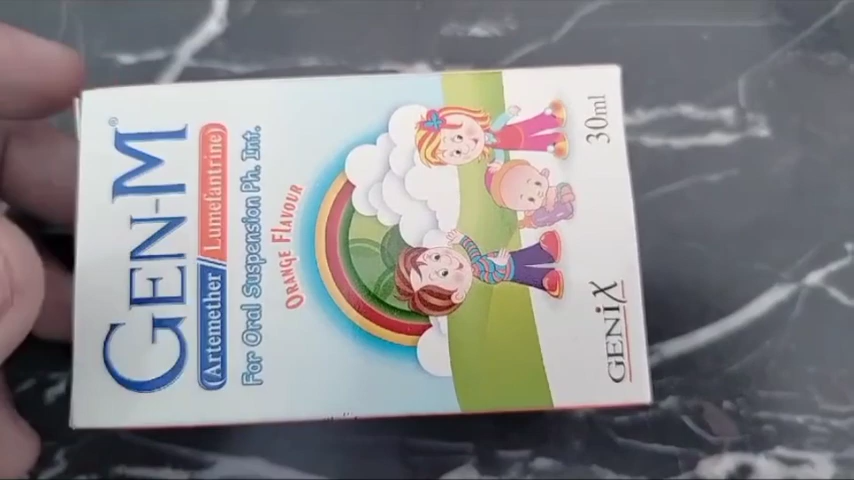 GEN-M®
(Artemether Lumefantrine)
For Oral Suspension Ph. Int.
ORANGE FLAVOUR
30ml
GENIX